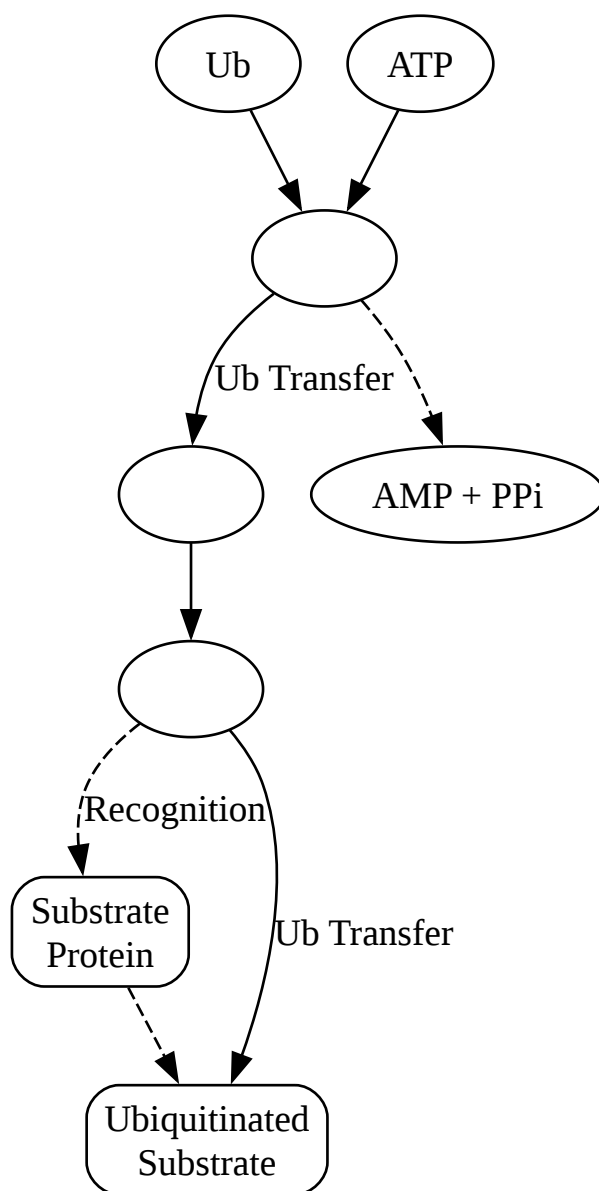 Ub
ATP
Ub Transfer
AMP + PPi
Recognition
Substrate
Protein
Ub Transfer
Ubiquitinated
Substrate